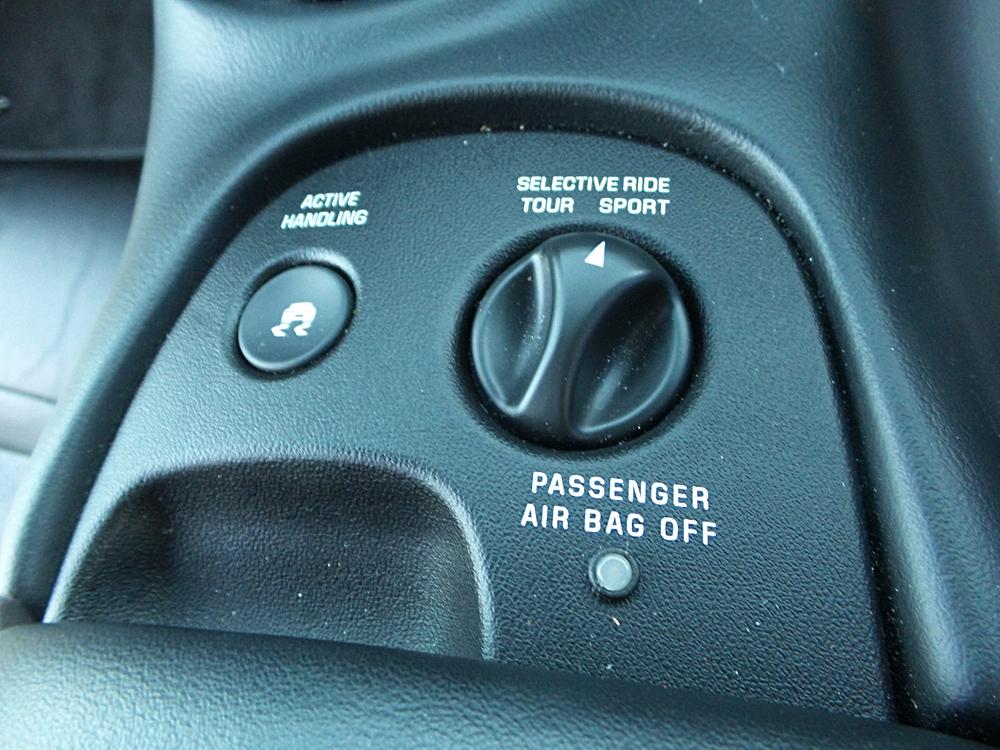 ACTIVE
HANDLING
SELECTIVE RIDE
TOUR SPORT
PASSENGER
AIR BAG OFF